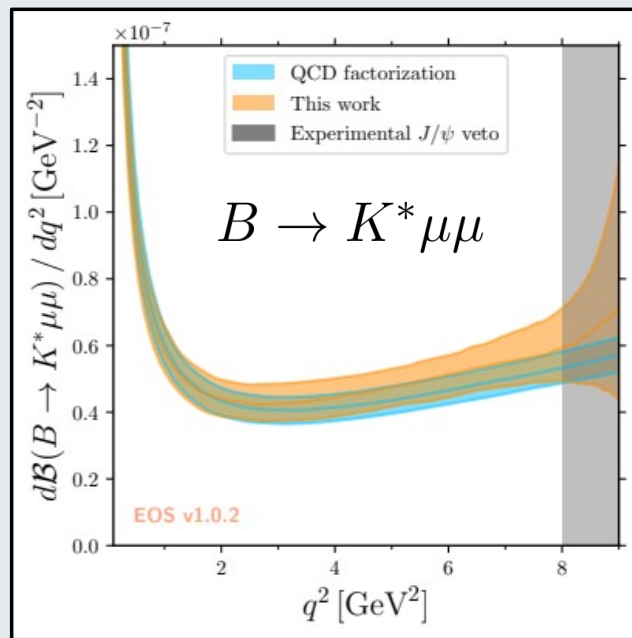 ×10⁻⁷
1.4
1.2
1.0
0.8
0.6
0.4
0.2
0.0
dℬ(B → K*μμ) / dq² [GeV⁻²]
QCD factorization
This work
Experimental J/ψ veto
B → K*μμ
EOS v1.0.2
2
4
6
8
q² [GeV²]